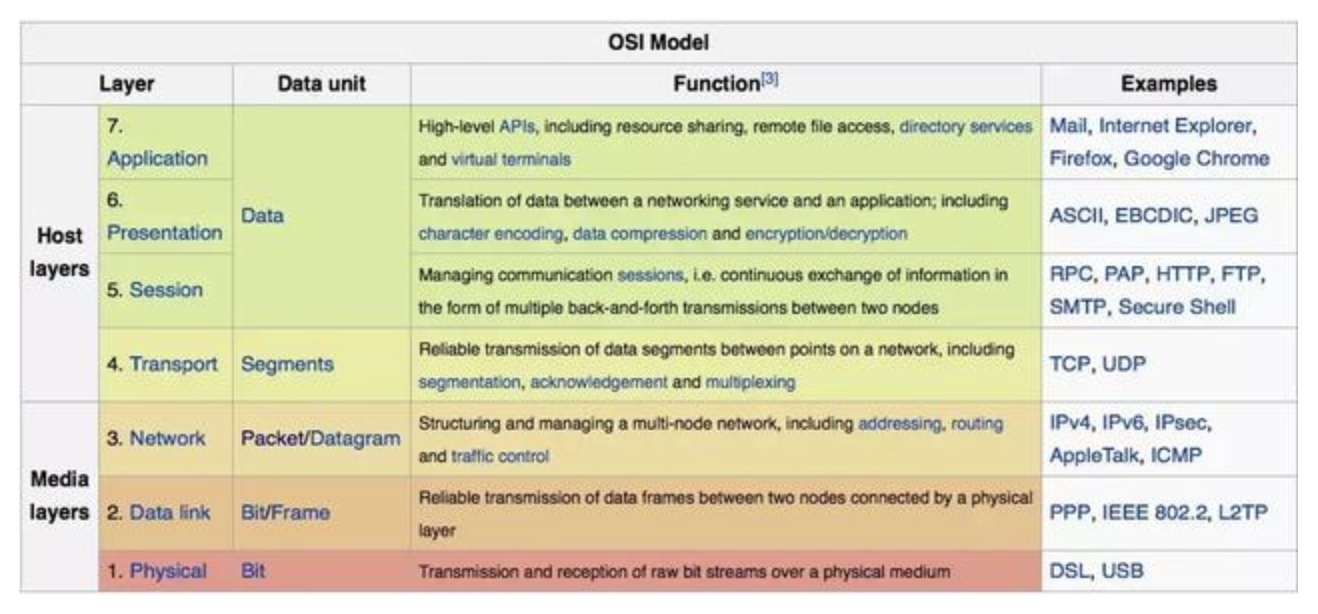 OSI Model
Layer Data unit Function[3] Examples
Host
layers
7.
Application
Data
High-level APIs, including resource sharing, remote file access, directory services
and virtual terminals
Mail, Internet Explorer,
Firefox, Google Chrome
6.
Presentation
Translation of data between a networking service and an application; including
character encoding, data compression and encryption/decryption
ASCII, EBCDIC, JPEG
5. Session
Managing communication sessions, i.e. continuous exchange of information in
the form of multiple back-and-forth transmissions between two nodes
RPC, PAP, HTTP, FTP,
SMTP, Secure Shell
4. Transport
Segments
Reliable transmission of data segments between points on a network, including
segmentation, acknowledgement and multiplexing
TCP, UDP
Media
layers
3. Network
Packet/Datagram
Structuring and managing a multi-node network, including addressing, routing
and traffic control
IPv4, IPv6, IPsec,
AppleTalk, ICMP
2. Data link
Bit/Frame
Reliable transmission of data frames between two nodes connected by a physical
layer
PPP, IEEE 802.2, L2TP
1. Physical
Bit
Transmission and reception of raw bit streams over a physical medium
DSL, USB